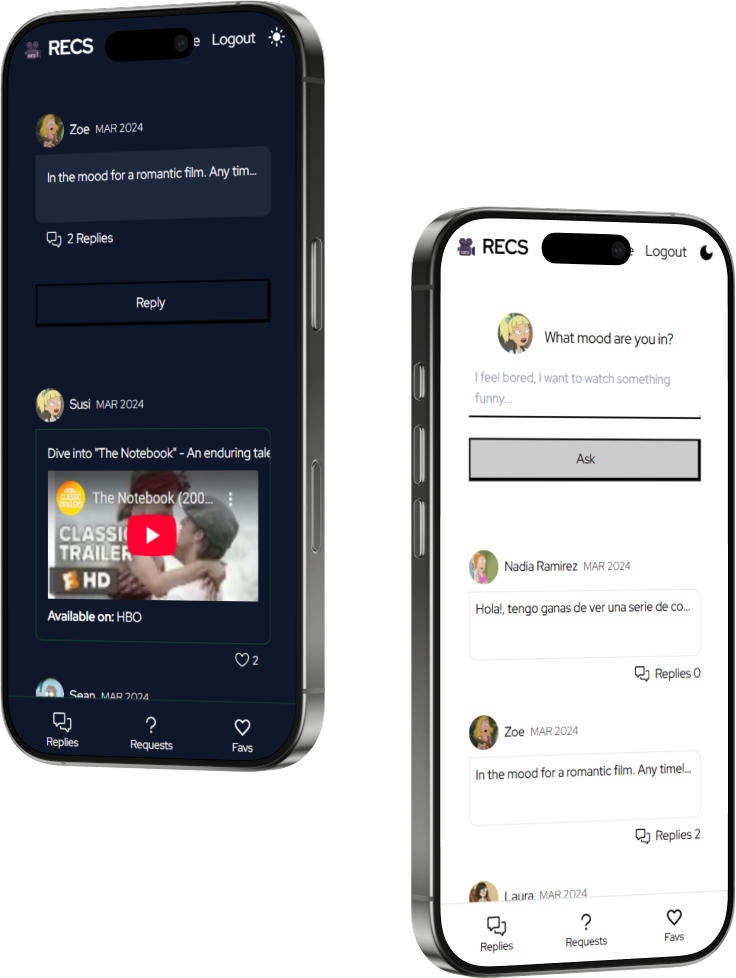 RECS
e Logout
Zoe MAR 2024
In the mood for a romantic film. Any tim...
2 Replies
Reply
Susi MAR 2024
Dive into "The Notebook" - An enduring tale
The Notebook (200...
CLASSIC
TRAILERS
CLASSI
TRAILER
HD
Available on: HBO
2
Sean MAR 2024
Replies
Requests
Favs
RECS
e Logout
What mood are you in?
I feel bored, I want to watch something
funny...
Ask
Nadia Ramirez MAR 2024
Hola!, tengo ganas de ver una serie de co...
Replies 0
Zoe MAR 2024
In the mood for a romantic film. Any timel...
Replies 2
Laura MAR 2024
Replies
Requests
Favs